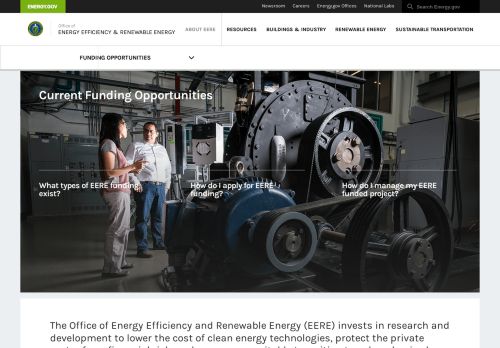 ENERGY.GOV
Newsroom Careers Energy.gov Offices National Labs Search Energy.gov
Office of
ENERGY EFFICIENCY & RENEWABLE ENERGY
ABOUT EERE RESOURCES BUILDINGS & INDUSTRY RENEWABLE ENERGY SUSTAINABLE TRANSPORTATION
FUNDING OPPORTUNITIES
Current Funding Opportunities
What types of EERE funding
exist?
How do I apply for EERE
funding?
How do I manage my EERE
funded project?
The Office of Energy Efficiency and Renewable Energy (EERE) invests in research and
development to lower the cost of clean energy technologies, protect the private